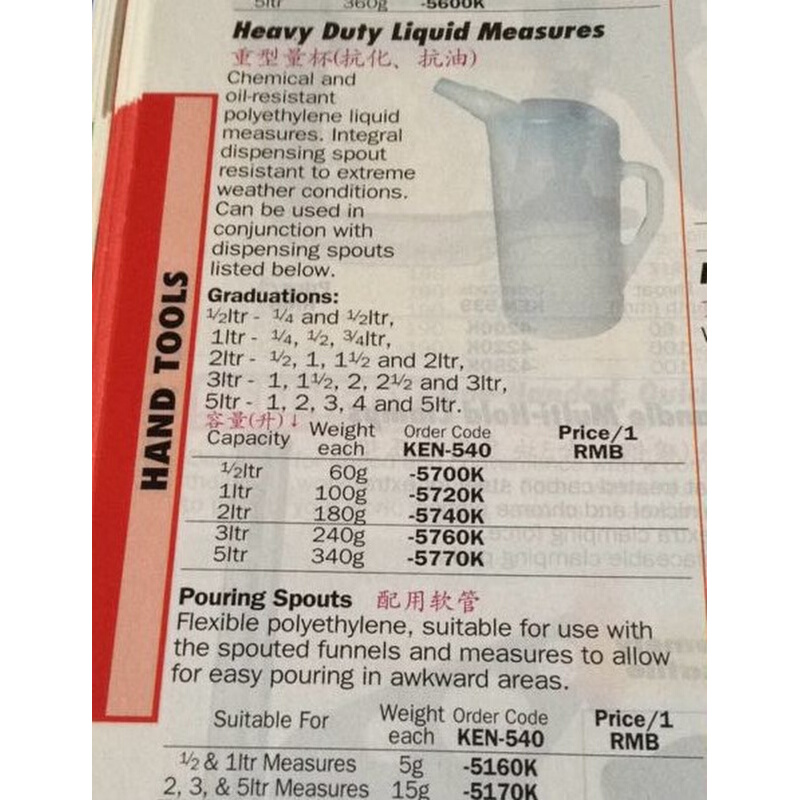 5ltr 360g -5600K
Heavy Duty Liquid Measures
重型量杯(抗化、抗油)
Chemical and
oil-resistant
polyethylene liquid
measures. Integral
dispensing spout
resistant to extreme
weather conditions.
Can be used in
conjunction with
dispensing spouts
listed below.
Graduations:
½ltr - ¼ and ½ltr,
1ltr - ¼, ½, ¾ltr,
2ltr - ½, 1, 1½ and 2ltr,
3ltr - 1, 1½, 2, 2½ and 3ltr,
5ltr - 1, 2, 3, 4 and 5ltr.
容量(升)↓
Capacity Weight each Order Code KEN-540 Price/1 RMB
½ltr 60g -5700K
1ltr 100g -5720K
2ltr 180g -5740K
3ltr 240g -5760K
5ltr 340g -5770K
Pouring Spouts 配用软管
Flexible polyethylene, suitable for use with
the spouted funnels and measures to allow
for easy pouring in awkward areas.
Suitable For Weight each Order Code KEN-540 Price/1 RMB
½ & 1ltr Measures 5g -5160K
2, 3, & 5ltr Measures 15g -5170K
HAND TOOLS